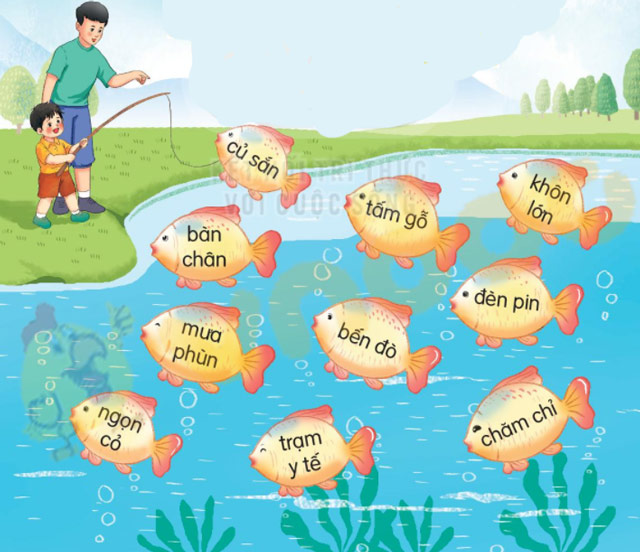 củ sắn
bàn
chân
tấm gỗ
khôn
lớn
mưa
phùn
bến đò
đèn pin
ngọn
cỏ
trạm
y tế
chăm chỉ